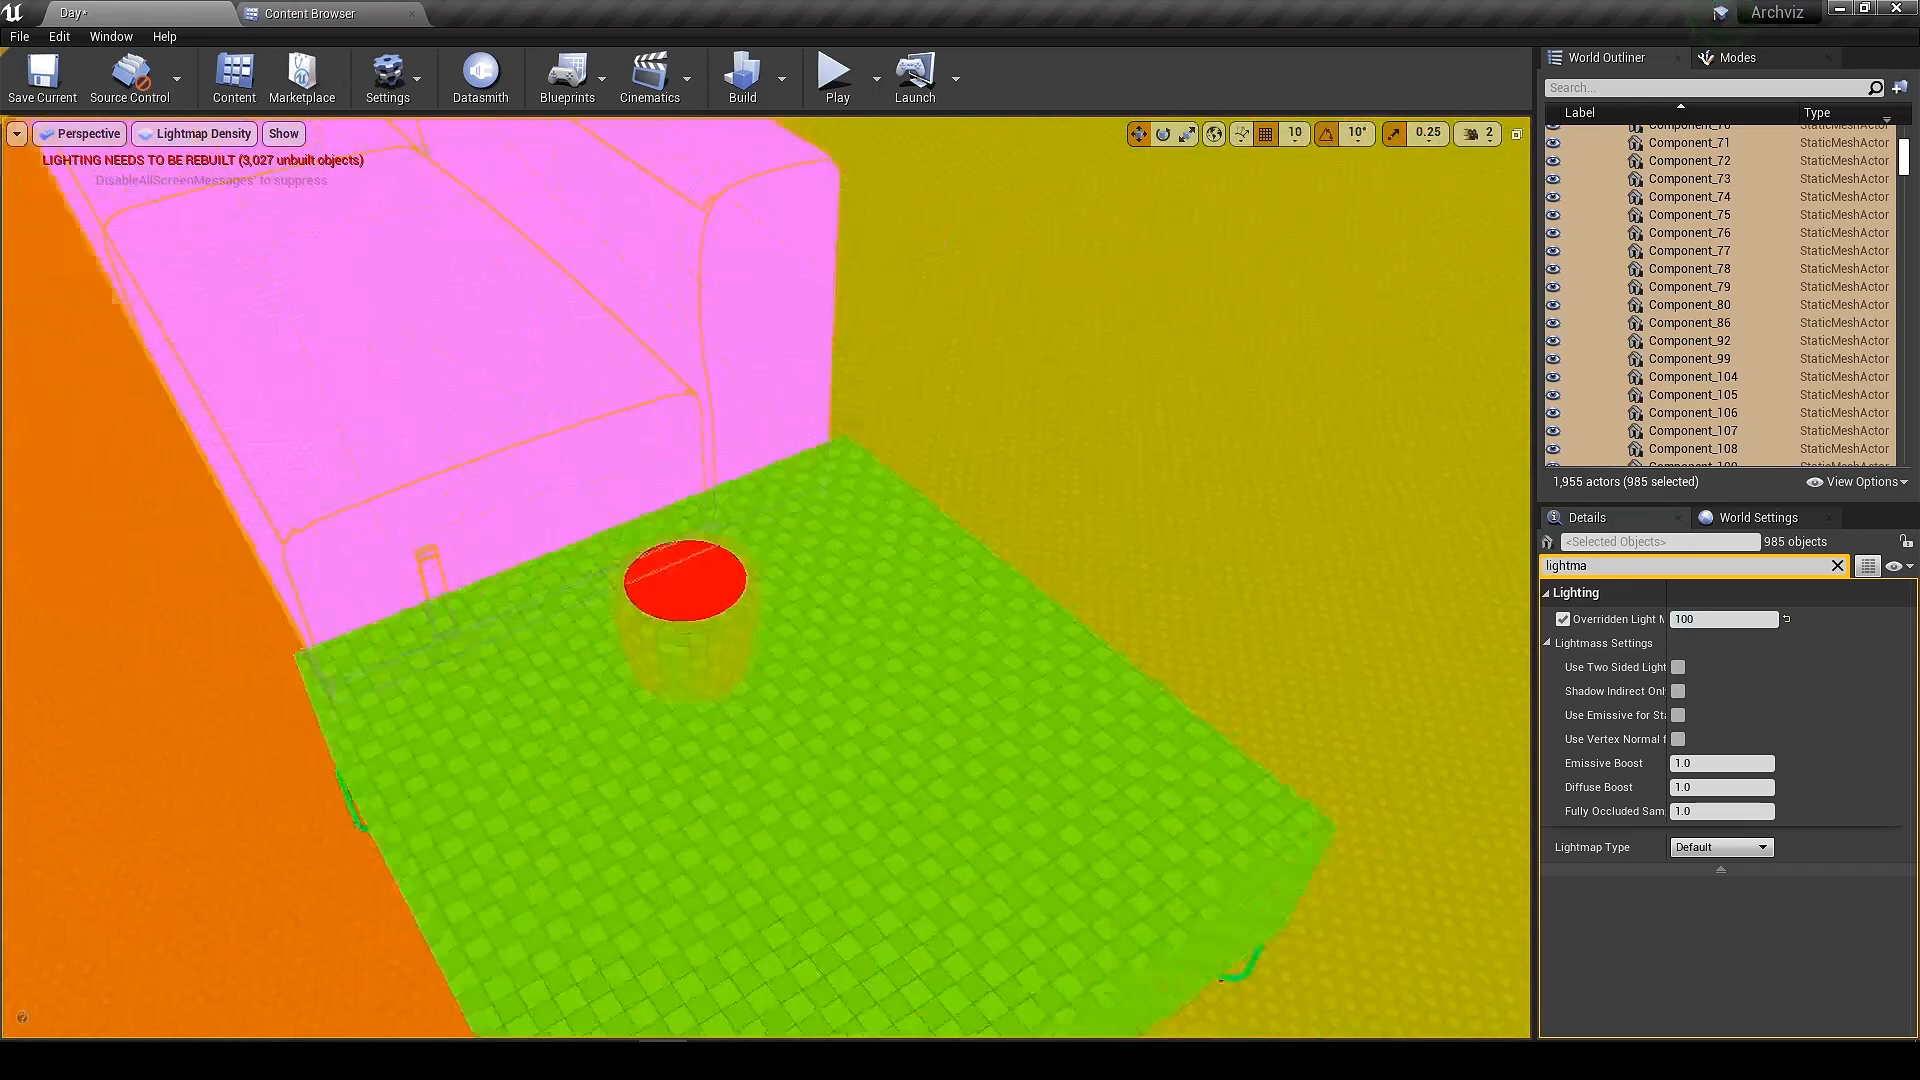 Day*
Content Browser
Archviz
File Edit Window Help
Save Current
Source Control
Content
Marketplace
Settings
Datasmith
Blueprints
Cinematics
Build
Play
Launch
Perspective
Lightmap Density
Show
10
10°
0.25
2
LIGHTING NEEDS TO BE REBUILT (3,027 unbuilt objects)
DisableAllScreenMessages' to suppress
World Outliner
Modes
Search...
Label Type
Component_70 StaticMeshActor
Component_71 StaticMeshActor
Component_72 StaticMeshActor
Component_73 StaticMeshActor
Component_74 StaticMeshActor
Component_75 StaticMeshActor
Component_76 StaticMeshActor
Component_77 StaticMeshActor
Component_78 StaticMeshActor
Component_79 StaticMeshActor
Component_80 StaticMeshActor
Component_86 StaticMeshActor
Component_92 StaticMeshActor
Component_99 StaticMeshActor
Component_104 StaticMeshActor
Component_105 StaticMeshActor
Component_106 StaticMeshActor
Component_107 StaticMeshActor
Component_108 StaticMeshActor
Component_109 StaticMeshActor
1,955 actors (985 selected)
View Options
Details
World Settings
<Selected Objects> 985 objects
lightma
Lighting
Overridden Light M 100
Lightmass Settings
Use Two Sided Light
Shadow Indirect Onl
Use Emissive for Sta
Use Vertex Normal f
Emissive Boost 1.0
Diffuse Boost 1.0
Fully Occluded Sam 1.0
Lightmap Type Default